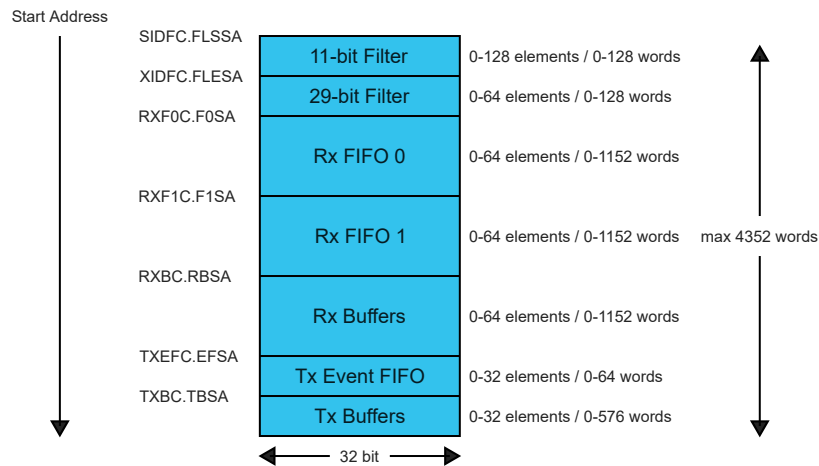 Start Address
SIDFC.FLSSA
11-bit Filter
0-128 elements / 0-128 words
XIDFC.FLESA
29-bit Filter
0-64 elements / 0-128 words
RXF0C.F0SA
Rx FIFO 0
0-64 elements / 0-1152 words
RXF1C.F1SA
Rx FIFO 1
0-64 elements / 0-1152 words
max 4352 words
RXBC.RBSA
Rx Buffers
0-64 elements / 0-1152 words
TXEFC.EFSA
Tx Event FIFO
0-32 elements / 0-64 words
TXBC.TBSA
Tx Buffers
0-32 elements / 0-576 words
32 bit